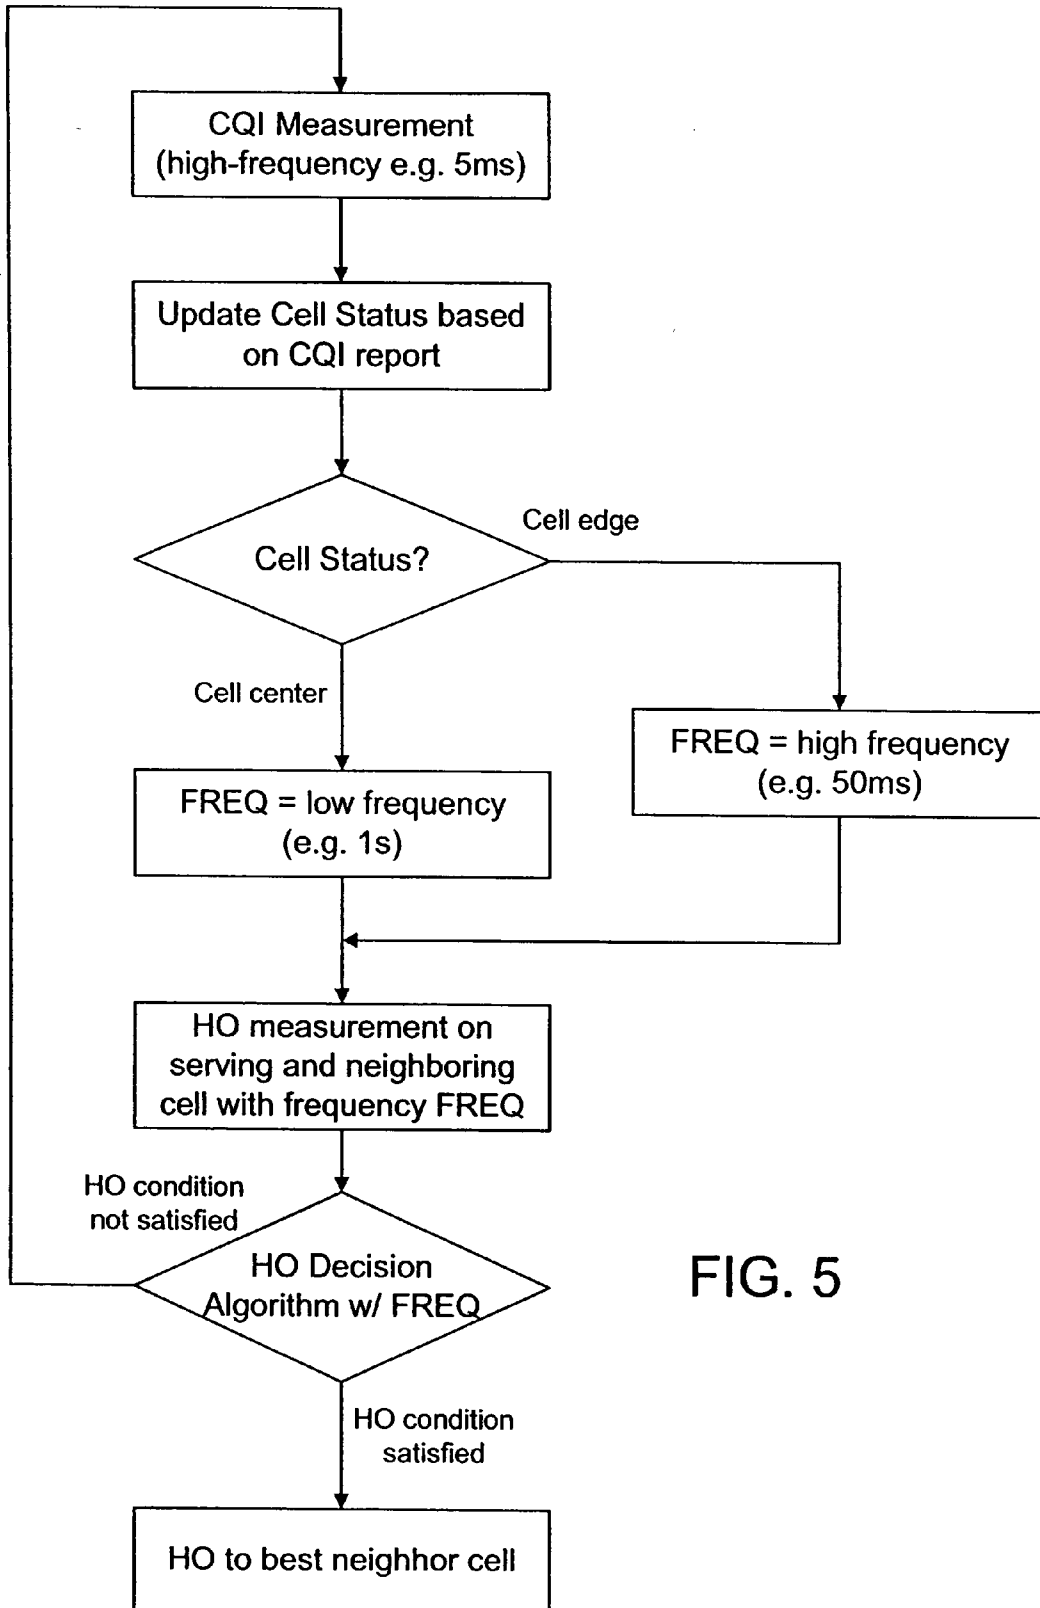 CQI Measurement
(high-frequency e.g. 5ms)
Update Cell Status based
on CQI report
Cell edge
Cell Status?
Cell center
FREQ = high frequency
(e.g. 50ms)
FREQ = low frequency
(e.g. 1s)
HO measurement on
serving and neighboring
cell with frequency FREQ
HO condition
not satisfied
HO Decision
Algorithm w/ FREQ
FIG. 5
HO condition
satisfied
HO to best neighhor cell